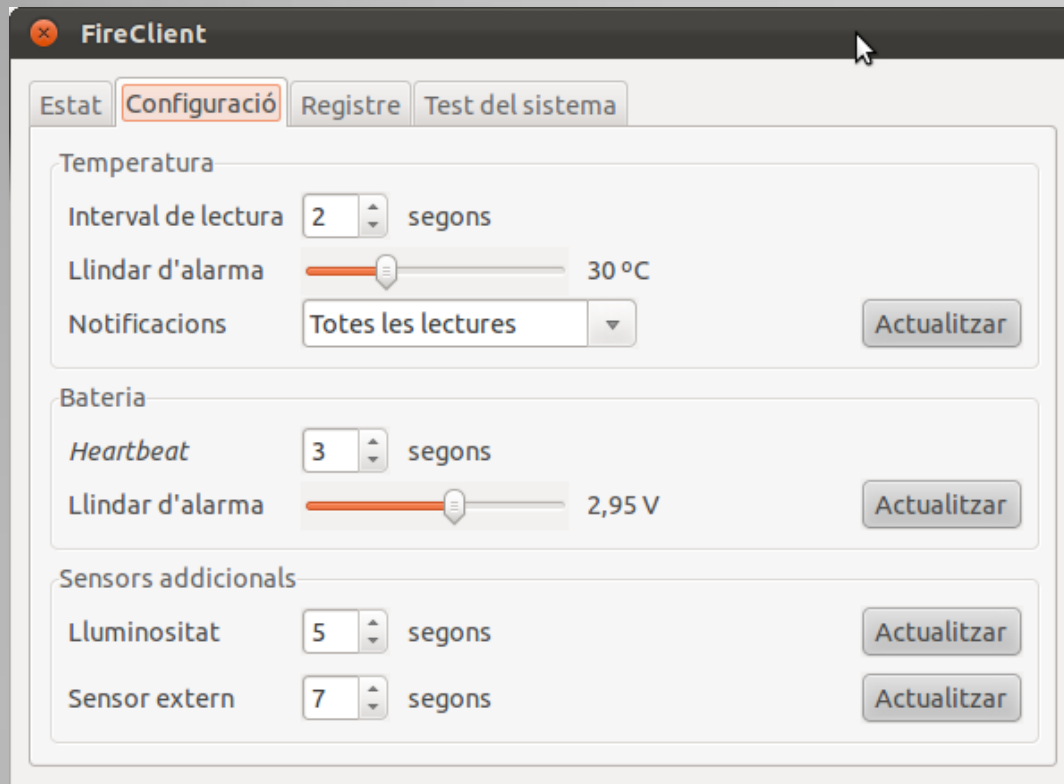 FireClient
Estat Configuració Registre Test del sistema
Temperatura
Interval de lectura 2 segons
Llindar d'alarma 30 ºC
Notificacions Totes les lectures Actualitzar
Bateria
Heartbeat 3 segons
Llindar d'alarma 2,95 V Actualitzar
Sensors addicionals
Lluminositat 5 segons Actualitzar
Sensor extern 7 segons Actualitzar